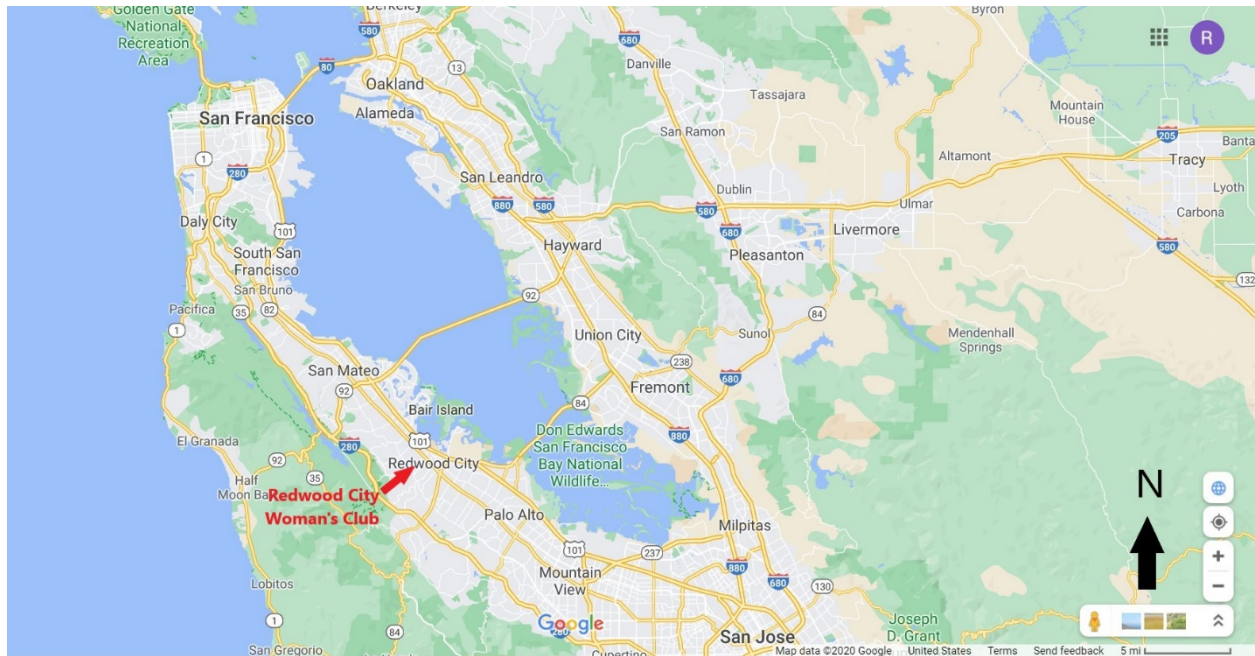 Golden Gate
National
Recreation
Area
Berkeley
Byron
580
680
R
80
13
Danville
Oakland
Tassajara
San Francisco
Alameda
Mountain
House
San Ramon
205
Banta
1
280
San Leandro
Altamont
Tracy
Dublin
Lyoth
880
580
580
Ulmar
Carbona
Daly City
101
680
Livermore
South San
Francisco
Hayward
Pleasanton
580
132
San Bruno
92
Pacifica
35
82
84
1
Union City
Sunol
Mendenhall
Springs
238
San Mateo
680
92
Fremont
84
Bair Island
Don Edwards
San Francisco
Bay National
Wildlife...
El Granada
280
101
880
92
35
Redwood City
Half
Moon Ba
Redwood City
Woman's Club
N
Palo Alto
Milpitas
101
237
Mountain
View
880
680
130
Lobitos
Google
280
Joseph
D. Grant
84
San Jose
San Gregorio
Cupertino
Map data ©2020 Google United States Terms Send feedback 5 mi